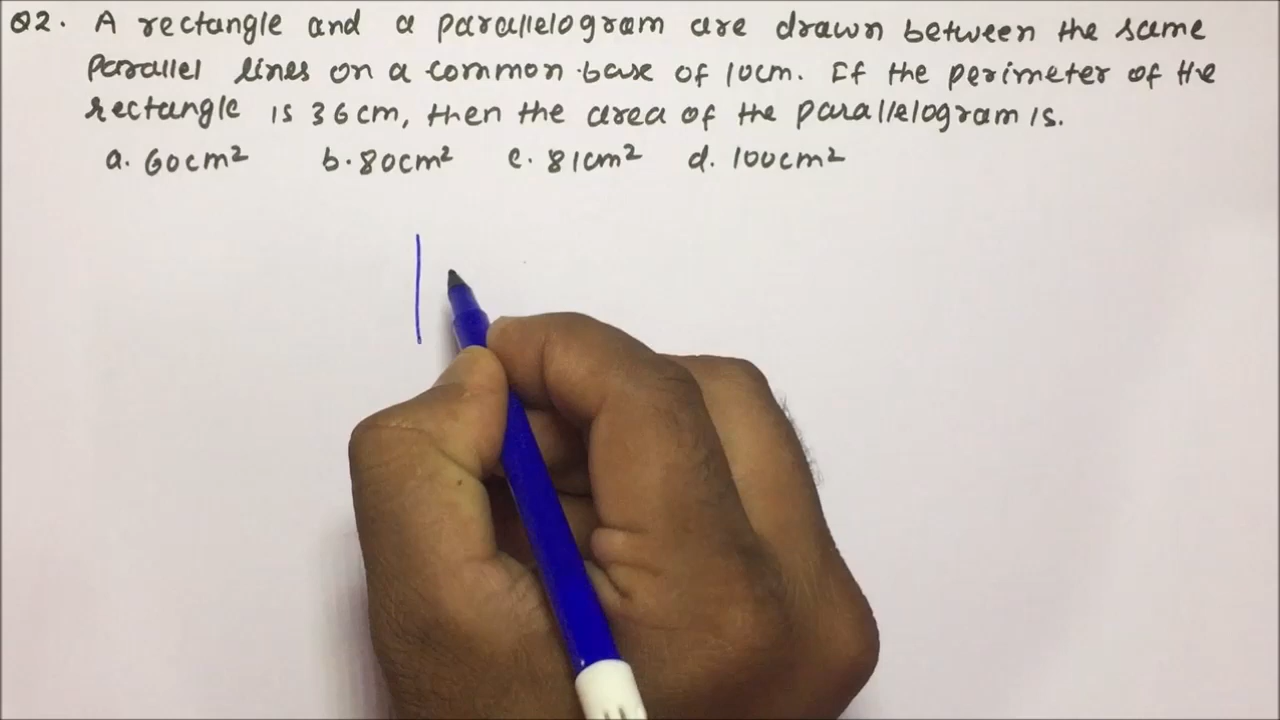 Q2. A rectangle and a parallelogram are drawn between the same
parallel lines on a common base of 10cm. If the perimeter of the
rectangle is 36cm, then the area of the parallelogram is.
a. 60cm² b. 80cm² c. 81cm² d. 100cm²